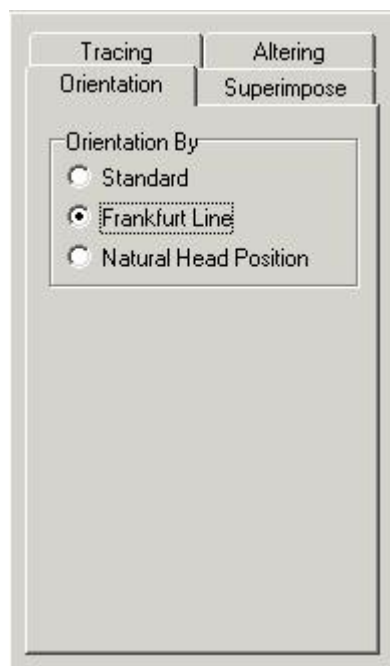 Tracing Altering
Orientation Superimpose
Orientation By
Standard
Frankfurt Line
Natural Head Position